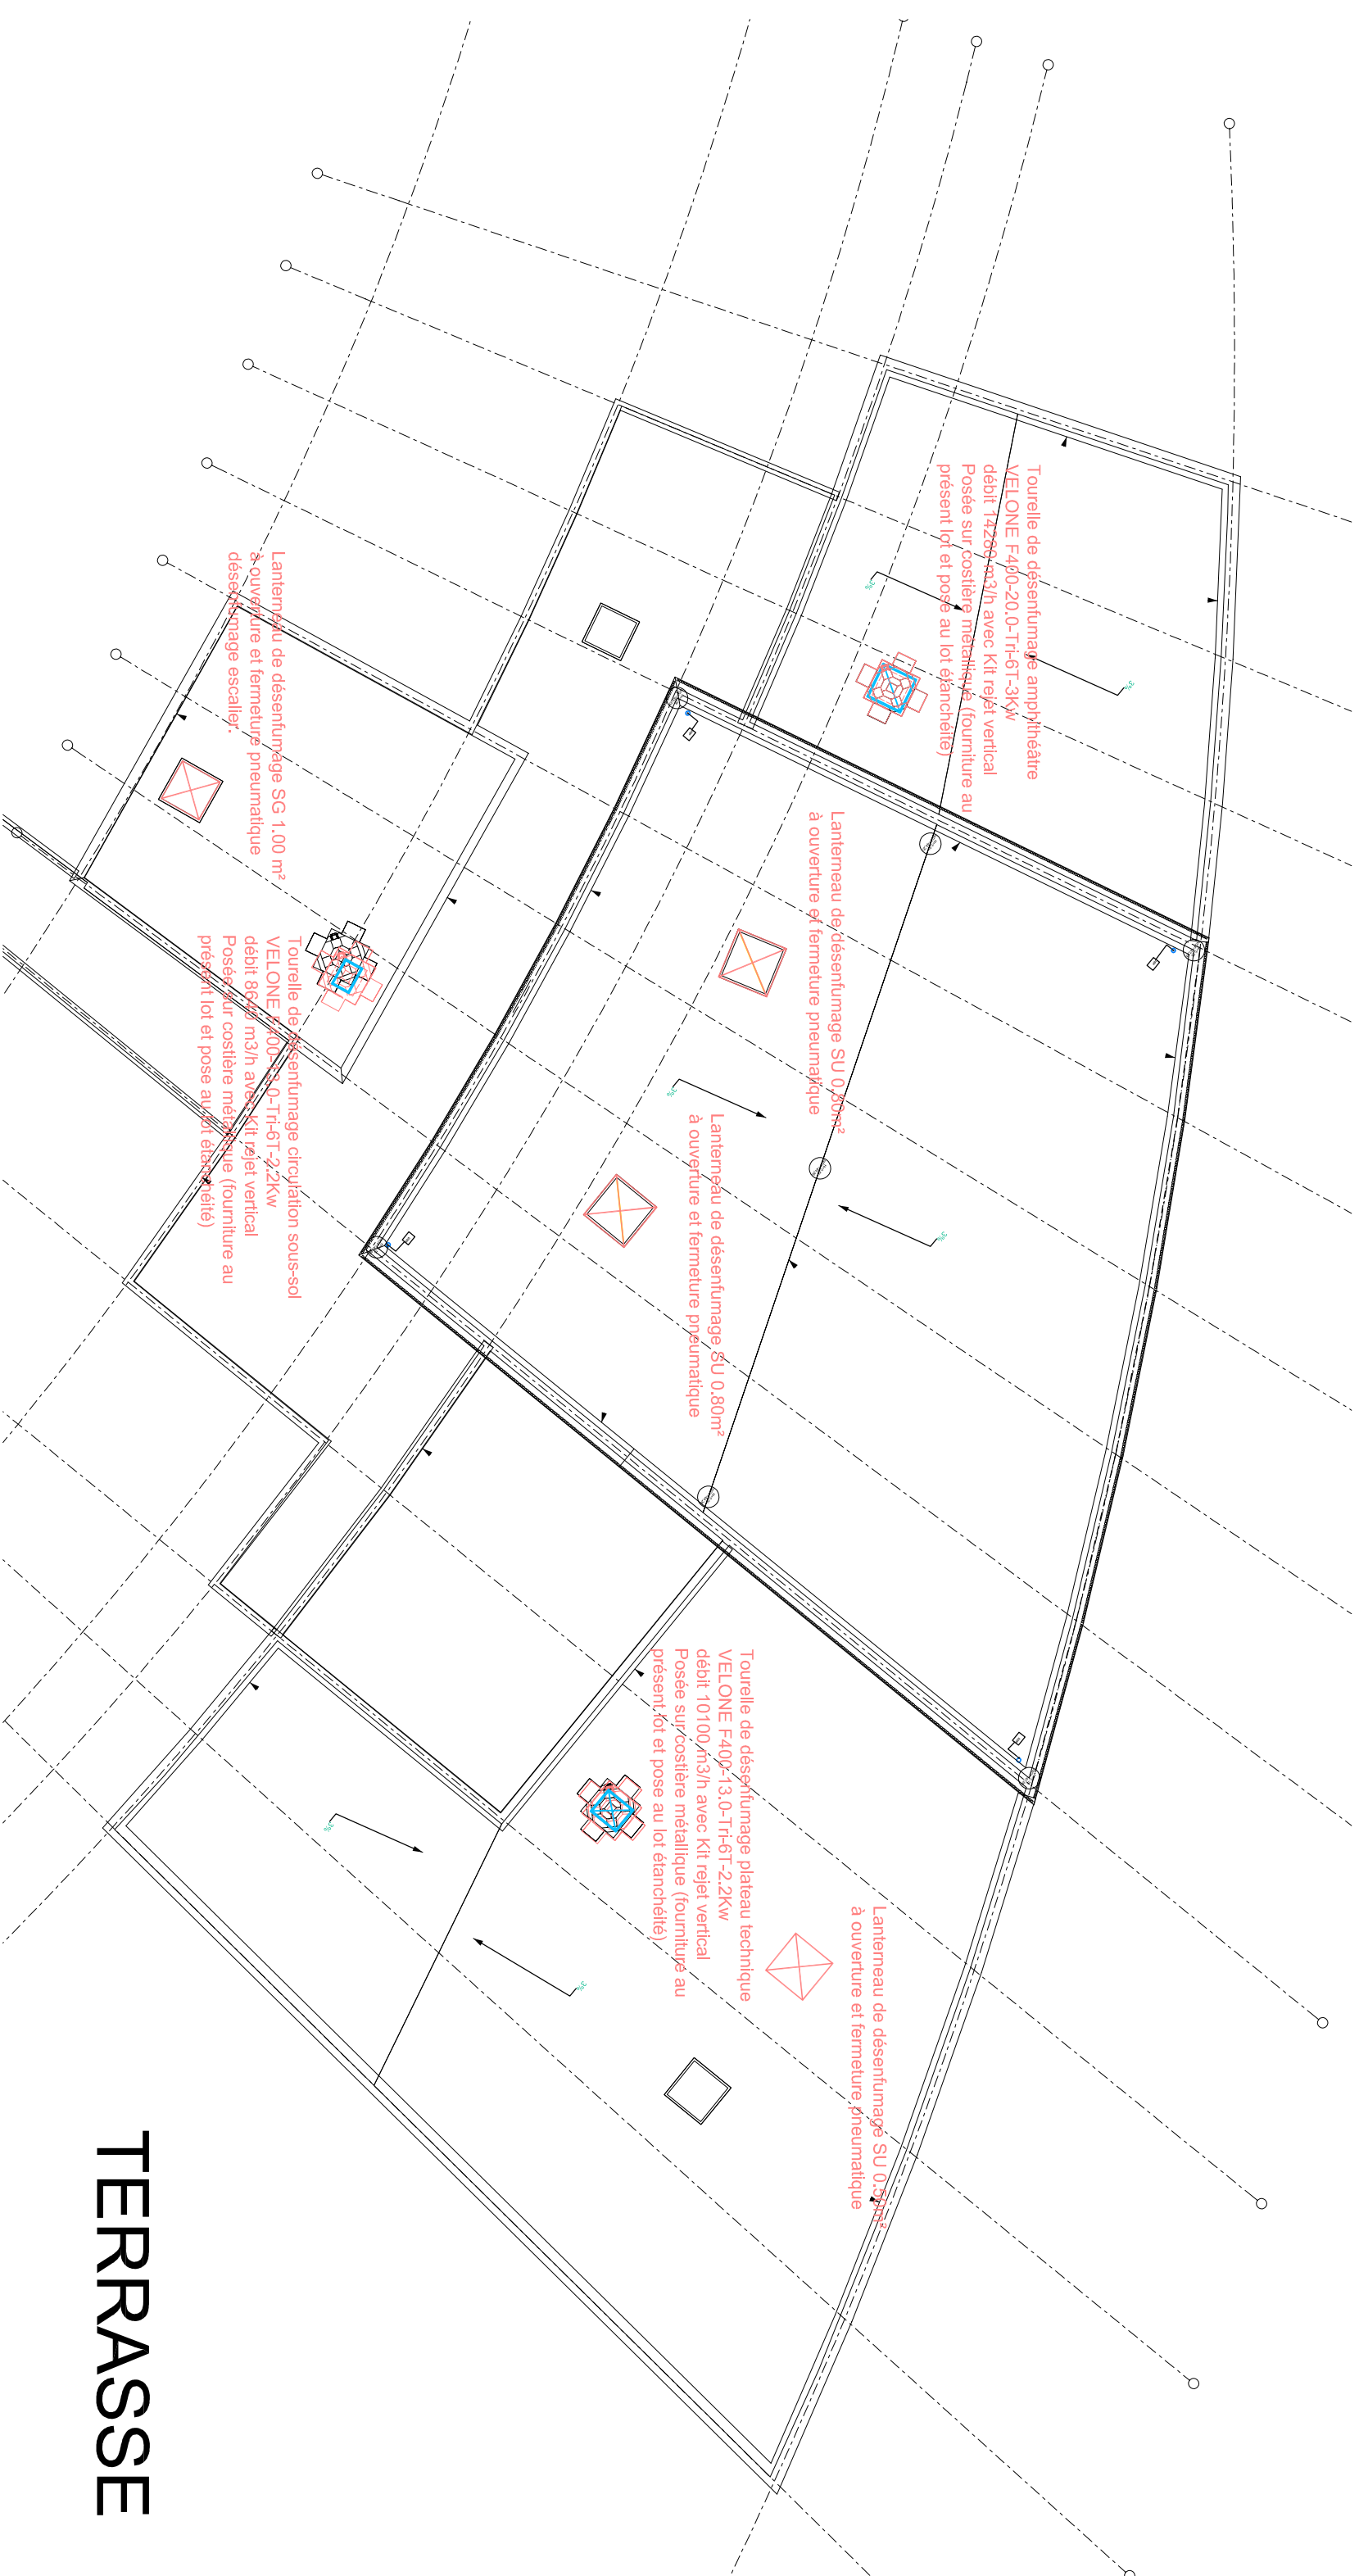 Tourelle de désenfumage amphithéâtre
VELONE F400-20.0-Tri-6T-3Kw
débit 14280 m3/h avec Kit rejet vertical
Posée sur costière métallique (fourniture au
présent lot et pose au lot étanchéité)
Lanterneau de désenfumage SG 1.00 m²
à ouverture et fermeture pneumatique
désenfumage escalier.
Lanterneau de désenfumage SU 0.80m²
à ouverture et fermeture pneumatique
Tourelle de désenfumage circulation sous-sol
VELONE F400-13.0-Tri-6T-2.2Kw
débit m3/h avec Kit rejet vertical
Posée sur costière métallique (fourniture au
présent lot et pose au lot étanchéité)
Lanterneau de désenfumage SU 0.80m²
à ouverture et fermeture pneumatique
Tourelle de désenfumage plateau technique
VELONE F400-13.0-Tri-6T-2.2Kw
débit 10100 m3/h avec Kit rejet vertical
Posée sur costière métallique (fourniture au
présent lot et pose au lot étanchéité)
Lanterneau de désenfumage SU 0.50m²
à ouverture et fermeture pneumatique
TERRASSE